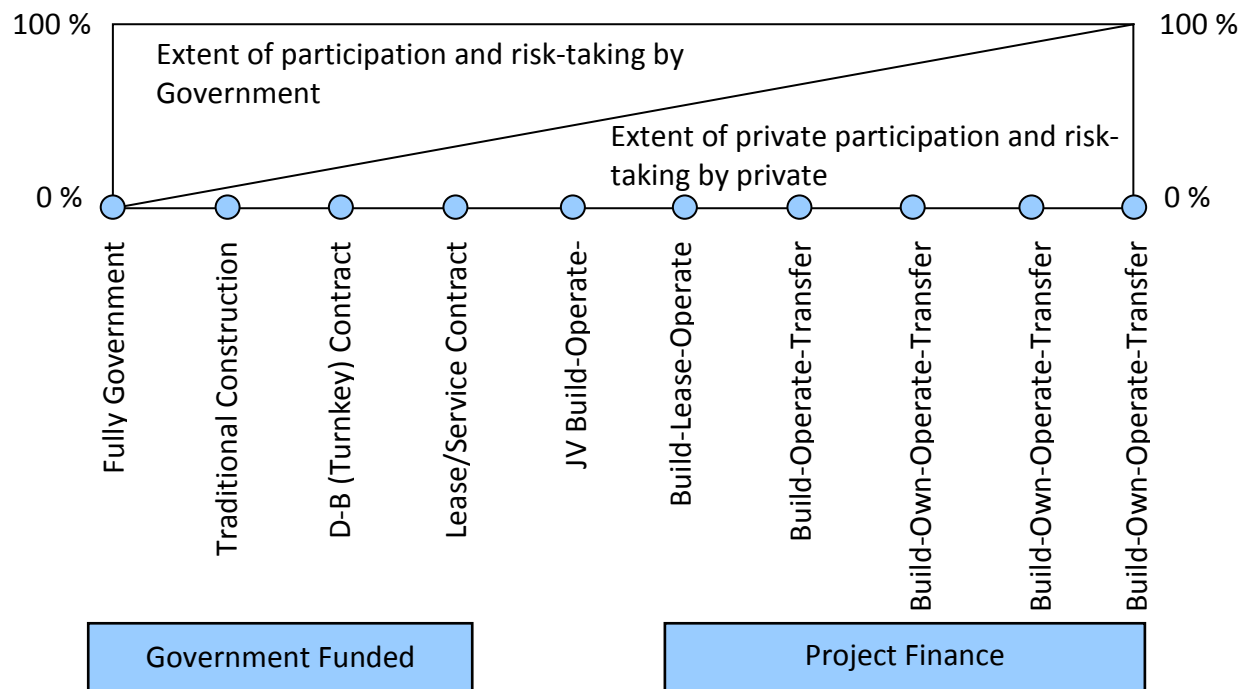 100 %
100 %
Extent of participation and risk-taking by
Government
Extent of private participation and risk-
taking by private
0 %
0 %
Fully Government
Traditional Construction
D-B (Turnkey) Contract
Lease/Service Contract
JV Build-Operate-
Build-Lease-Operate
Build-Operate-Transfer
Build-Own-Operate-Transfer
Build-Own-Operate-Transfer
Build-Own-Operate-Transfer
Government Funded
Project Finance